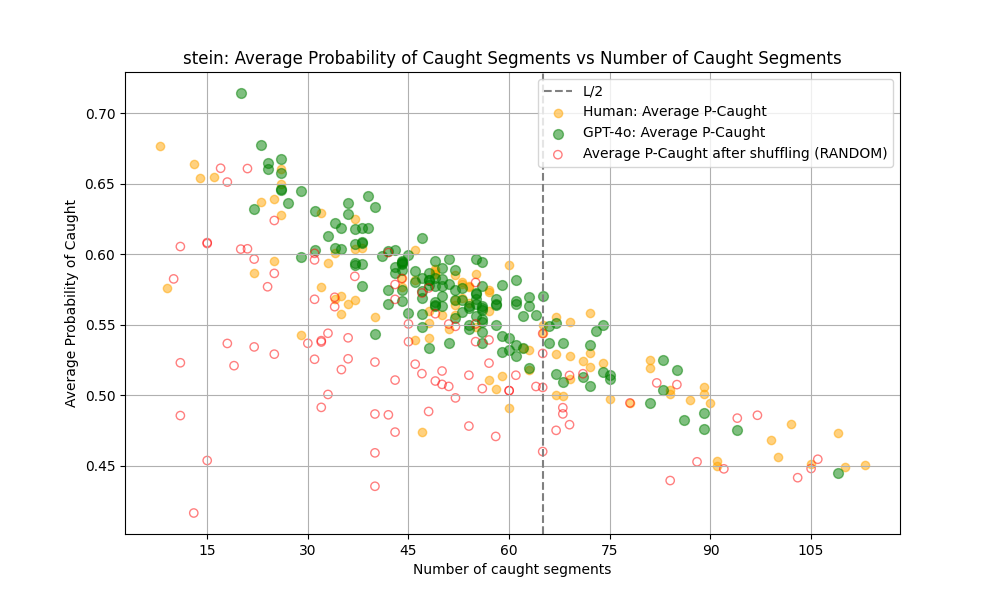 stein: Average Probability of Caught Segments vs Number of Caught Segments
L/2
Human: Average P-Caught
GPT-4o: Average P-Caught
Average P-Caught after shuffling (RANDOM)
Average Probability of Caught
0.70
0.65
0.60
0.55
0.50
0.45
15 30 45 60 75 90 105
Number of caught segments